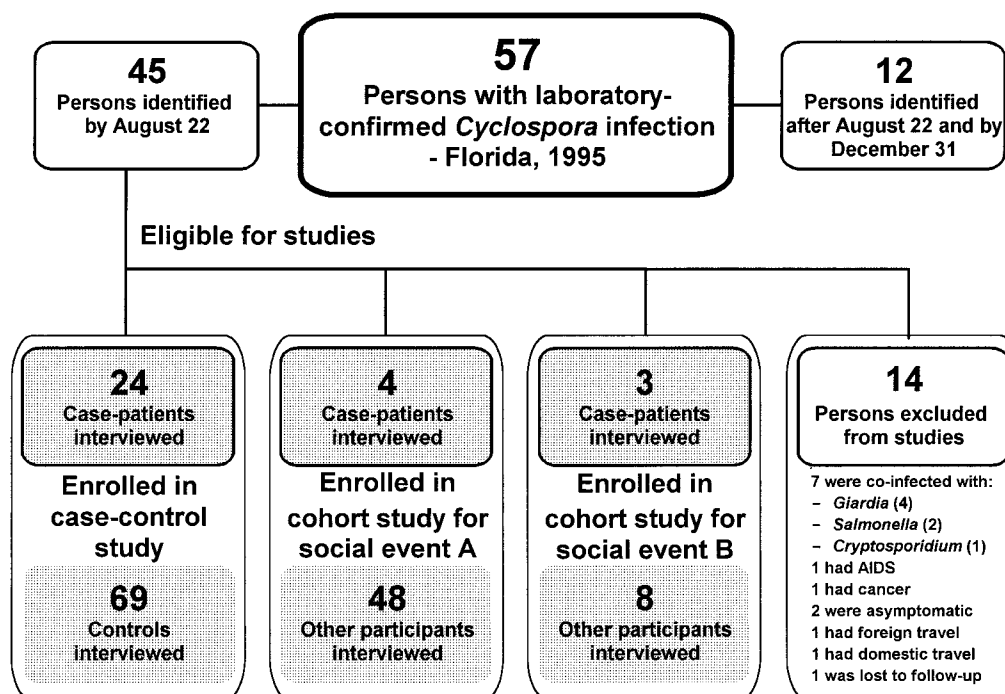 45
Persons identified
by August 22
57
Persons with laboratory-
confirmed Cyclospora infection
- Florida, 1995
12
Persons identified
after August 22 and by
December 31
Eligible for studies
24
Case-patients
interviewed
Enrolled in
case-control
study
69
Controls
interviewed
4
Case-patients
interviewed
Enrolled in
cohort study for
social event A
48
Other participants
interviewed
3
Case-patients
interviewed
Enrolled in
cohort study for
social event B
8
Other participants
interviewed
14
Persons excluded
from studies
7 were co-infected with:
– Giardia (4)
– Salmonella (2)
– Cryptosporidium (1)
1 had AIDS
1 had cancer
2 were asymptomatic
1 had foreign travel
1 had domestic travel
1 was lost to follow-up